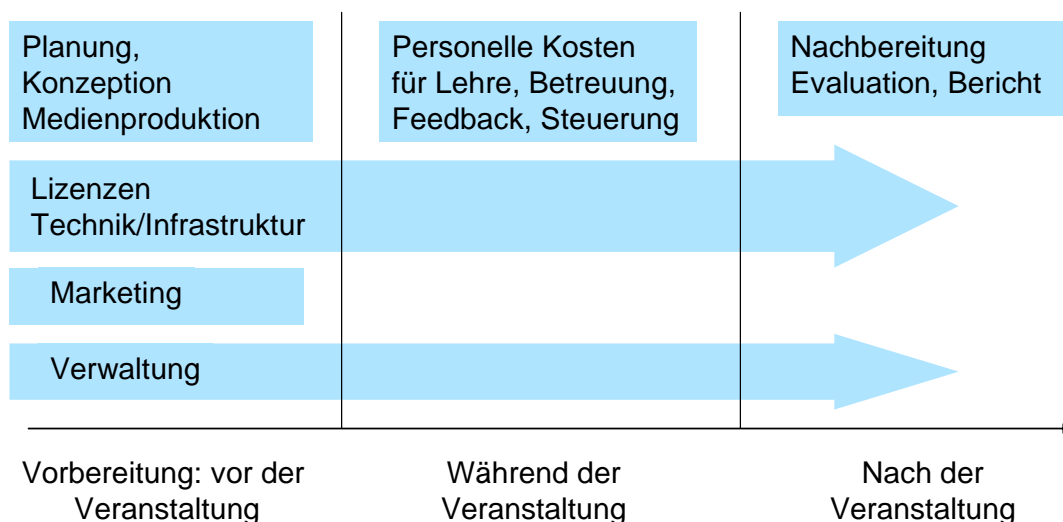 Planung,
Konzeption
Medienproduktion
Personelle Kosten
für Lehre, Betreuung,
Feedback, Steuerung
Nachbereitung
Evaluation, Bericht
Lizenzen
Technik/Infrastruktur
Marketing
Verwaltung
Vorbereitung: vor der
Veranstaltung
Während der
Veranstaltung
Nach der
Veranstaltung